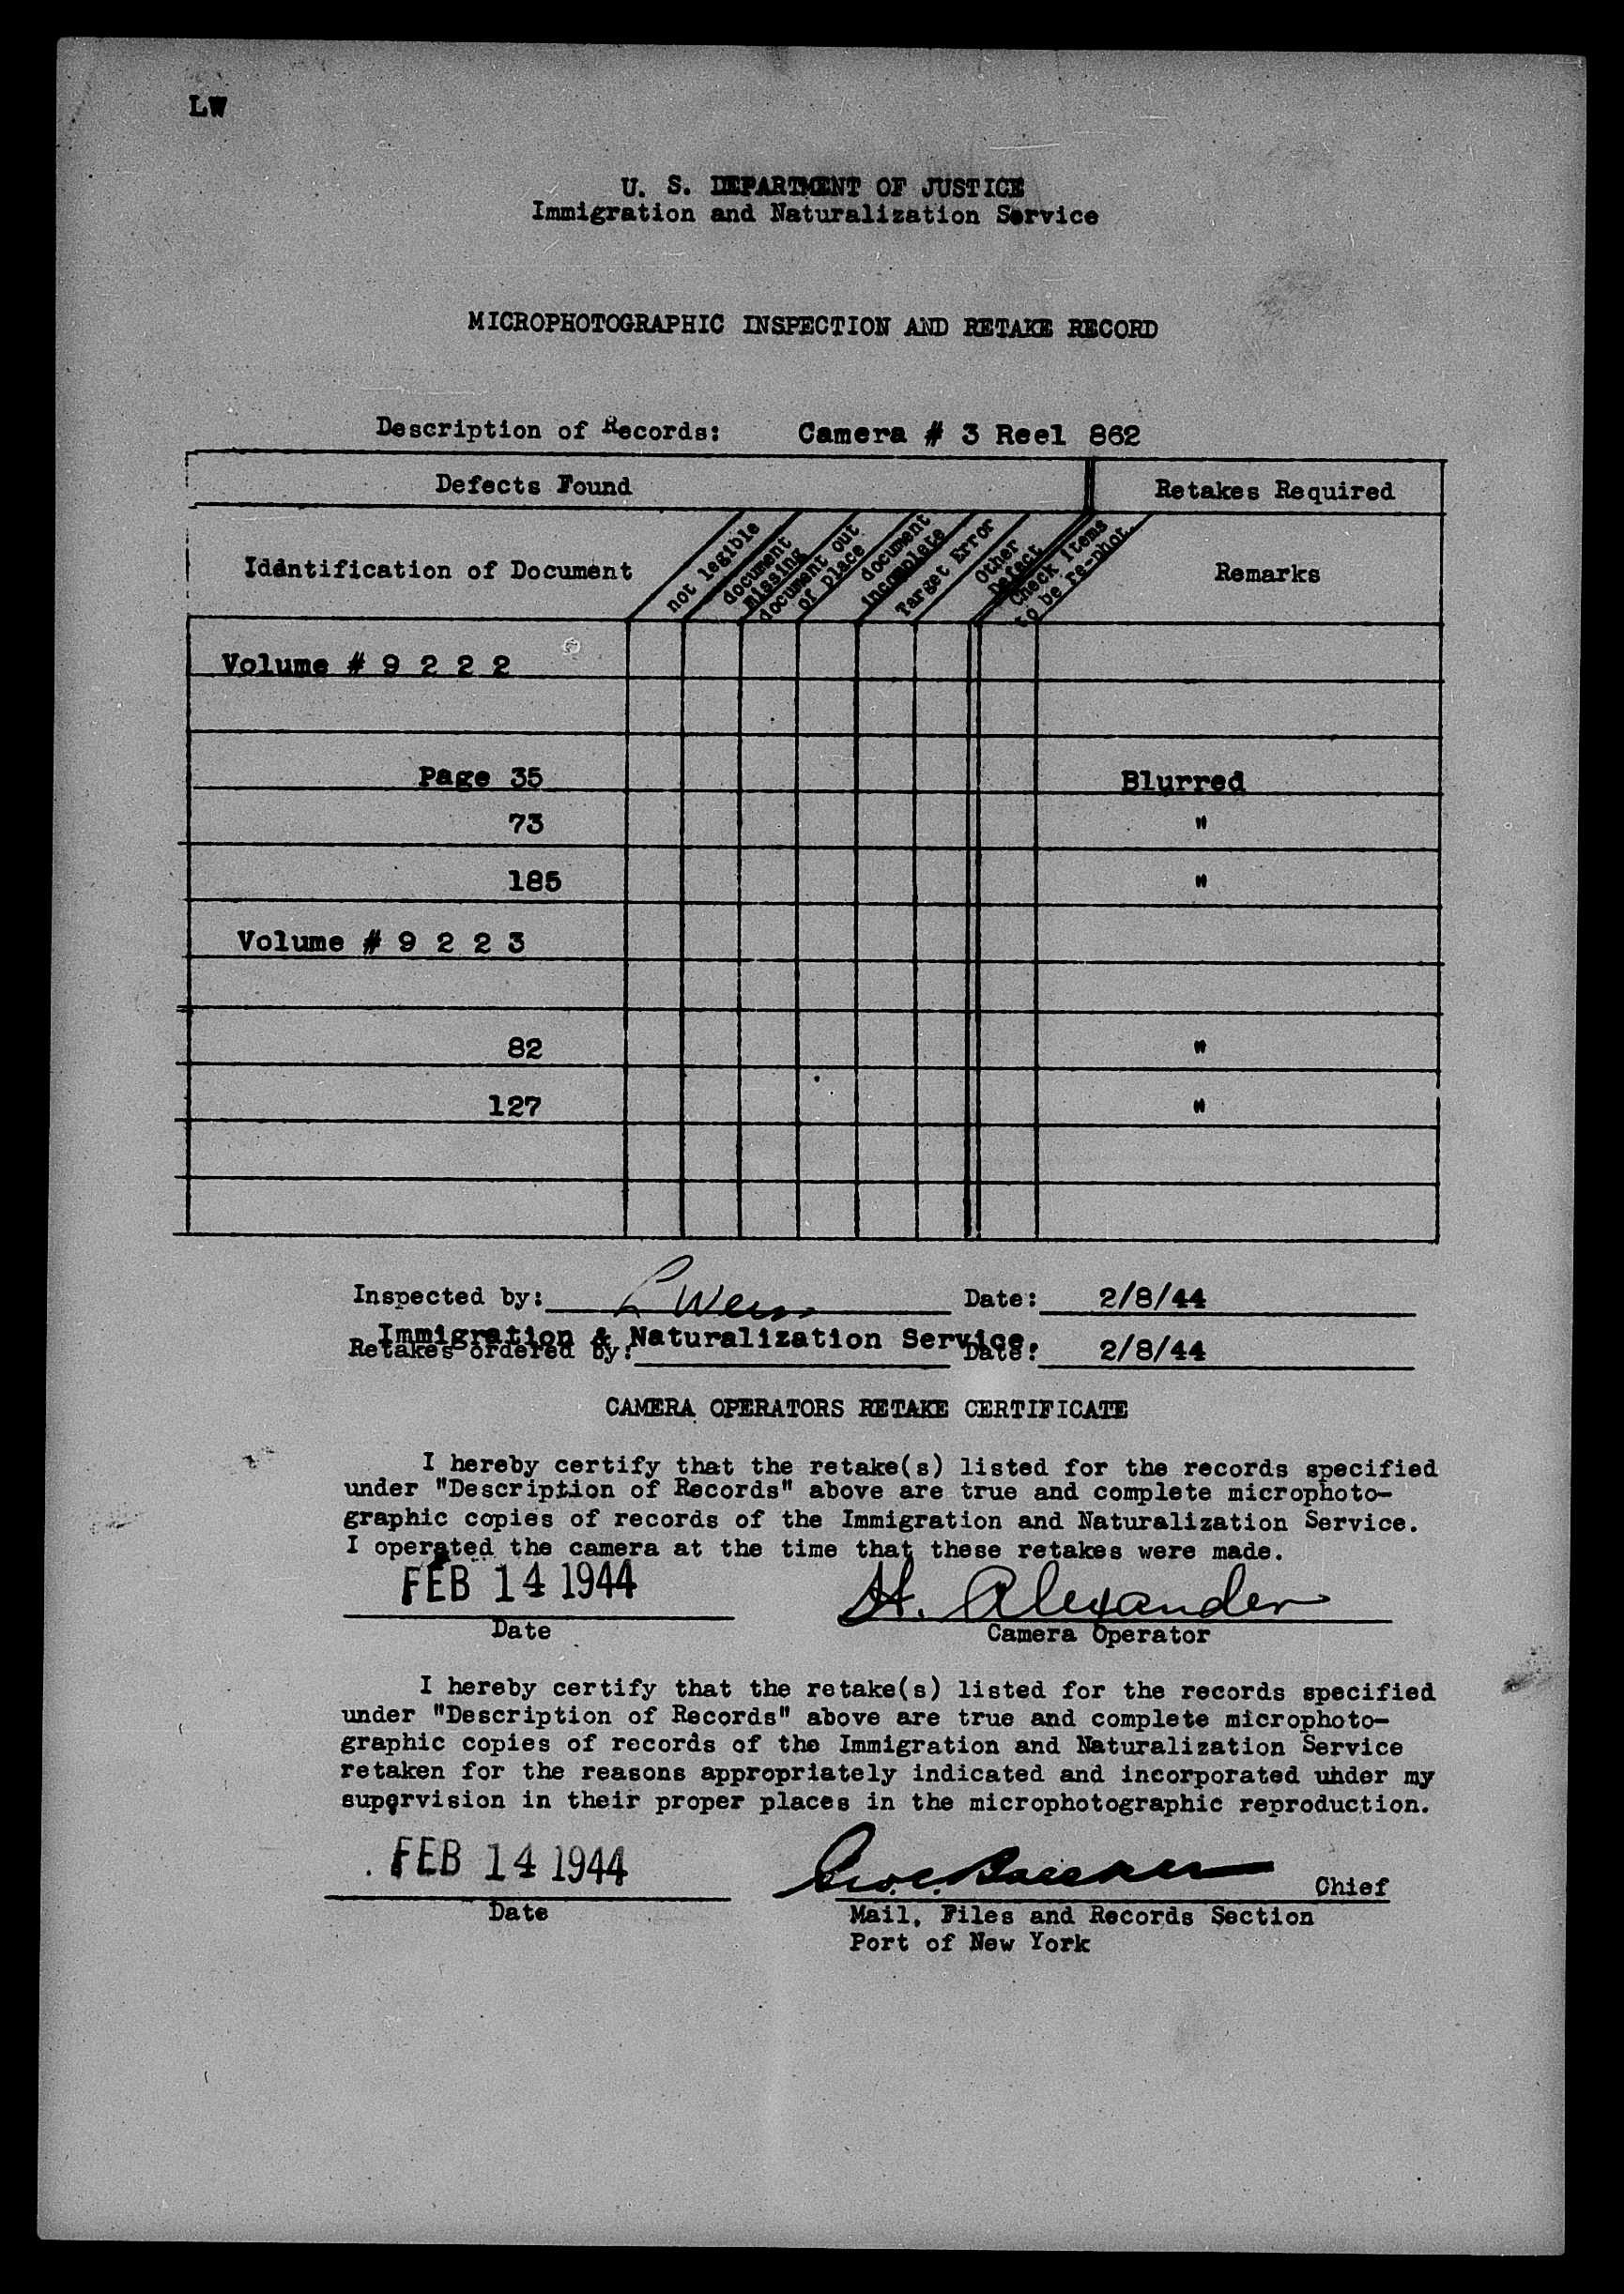 LW
U. S. DEPARTMENT OF JUSTICE
Immigration and Naturalization Service
MICROPHOTOGRAPHIC INSPECTION AND RETAKE RECORD
Description of Records: Camera # 3 Reel 862
Defects Found Retakes Required
Identification of Document
not legible
document
missing
document out
of place
document
incomplete
Target Error
Other
Defect
Check Items
to be re-phot.
Remarks
Volume # 9 2 2 2
Page 35 Blurred
73 "
185 "
Volume # 9 2 2 3
82 "
127 "
Inspected by: L Weiss Date: 2/8/44
Immigration & Naturalization Service.
Retakes ordered by: Date: 2/8/44
CAMERA OPERATORS RETAKE CERTIFICATE
I hereby certify that the retake(s) listed for the records specified
under "Description of Records" above are true and complete microphoto-
graphic copies of records of the Immigration and Naturalization Service.
I operated the camera at the time that these retakes were made.
FEB 14 1944 H. Alexander
Date Camera Operator
I hereby certify that the retake(s) listed for the records specified
under "Description of Records" above are true and complete microphoto-
graphic copies of records of the Immigration and Naturalization Service
retaken for the reasons appropriately indicated and incorporated uhder my
supervision in their proper places in the microphotographic reproduction.
FEB 14 1944 Chief
Date Mail, Files and Records Section
Port of New York